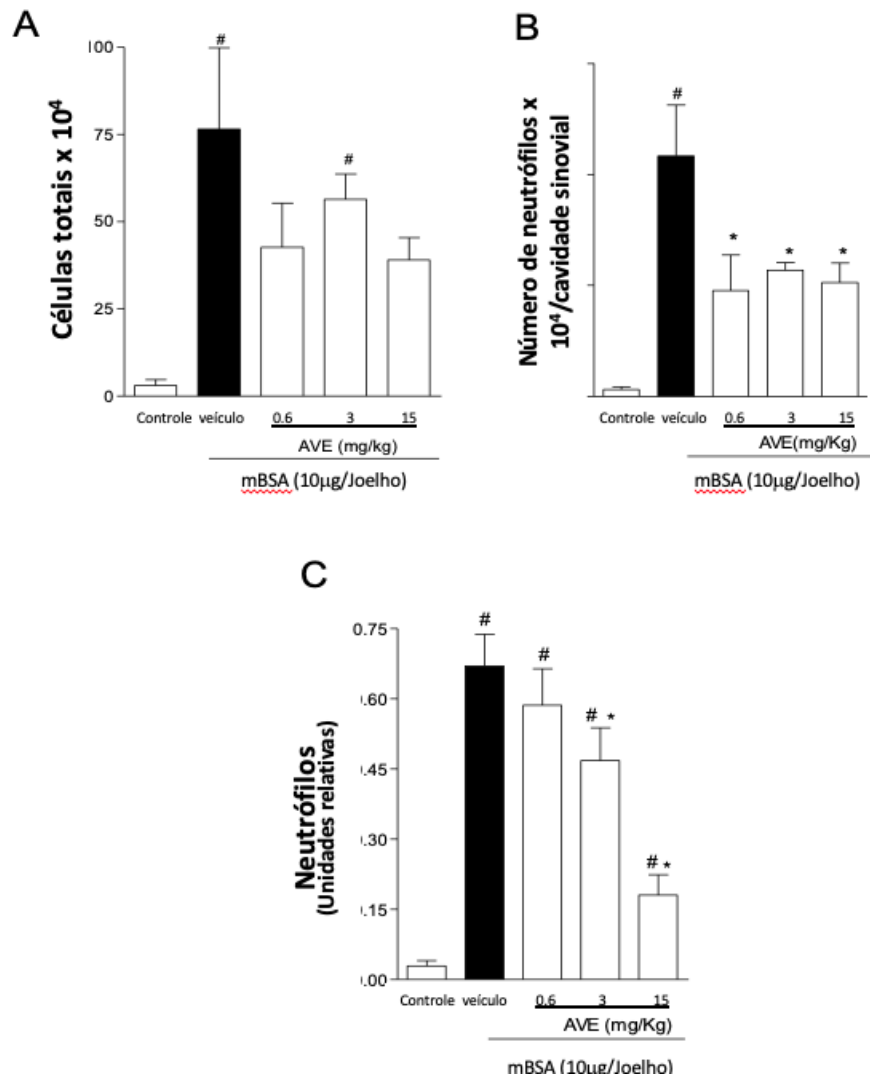 A
Células totais x 10⁴
100
75
50
25
0
#
#
Controle veículo 0.6 3 15
AVE (mg/kg)
mBSA (10µg/Joelho)
B
Número de neutrófilos x
10⁴/cavidade sinovial
#
* * *
Controle veículo 0.6 3 15
AVE(mg/Kg)
mBSA (10µg/Joelho)
C
Neutrófilos
(Unidades relativas)
0.75
.60
.45
.30
.15
.00
#
#
# *
# *
Controle veículo 0.6 3 15
AVE (mg/Kg)
mBSA (10µg/Joelho)